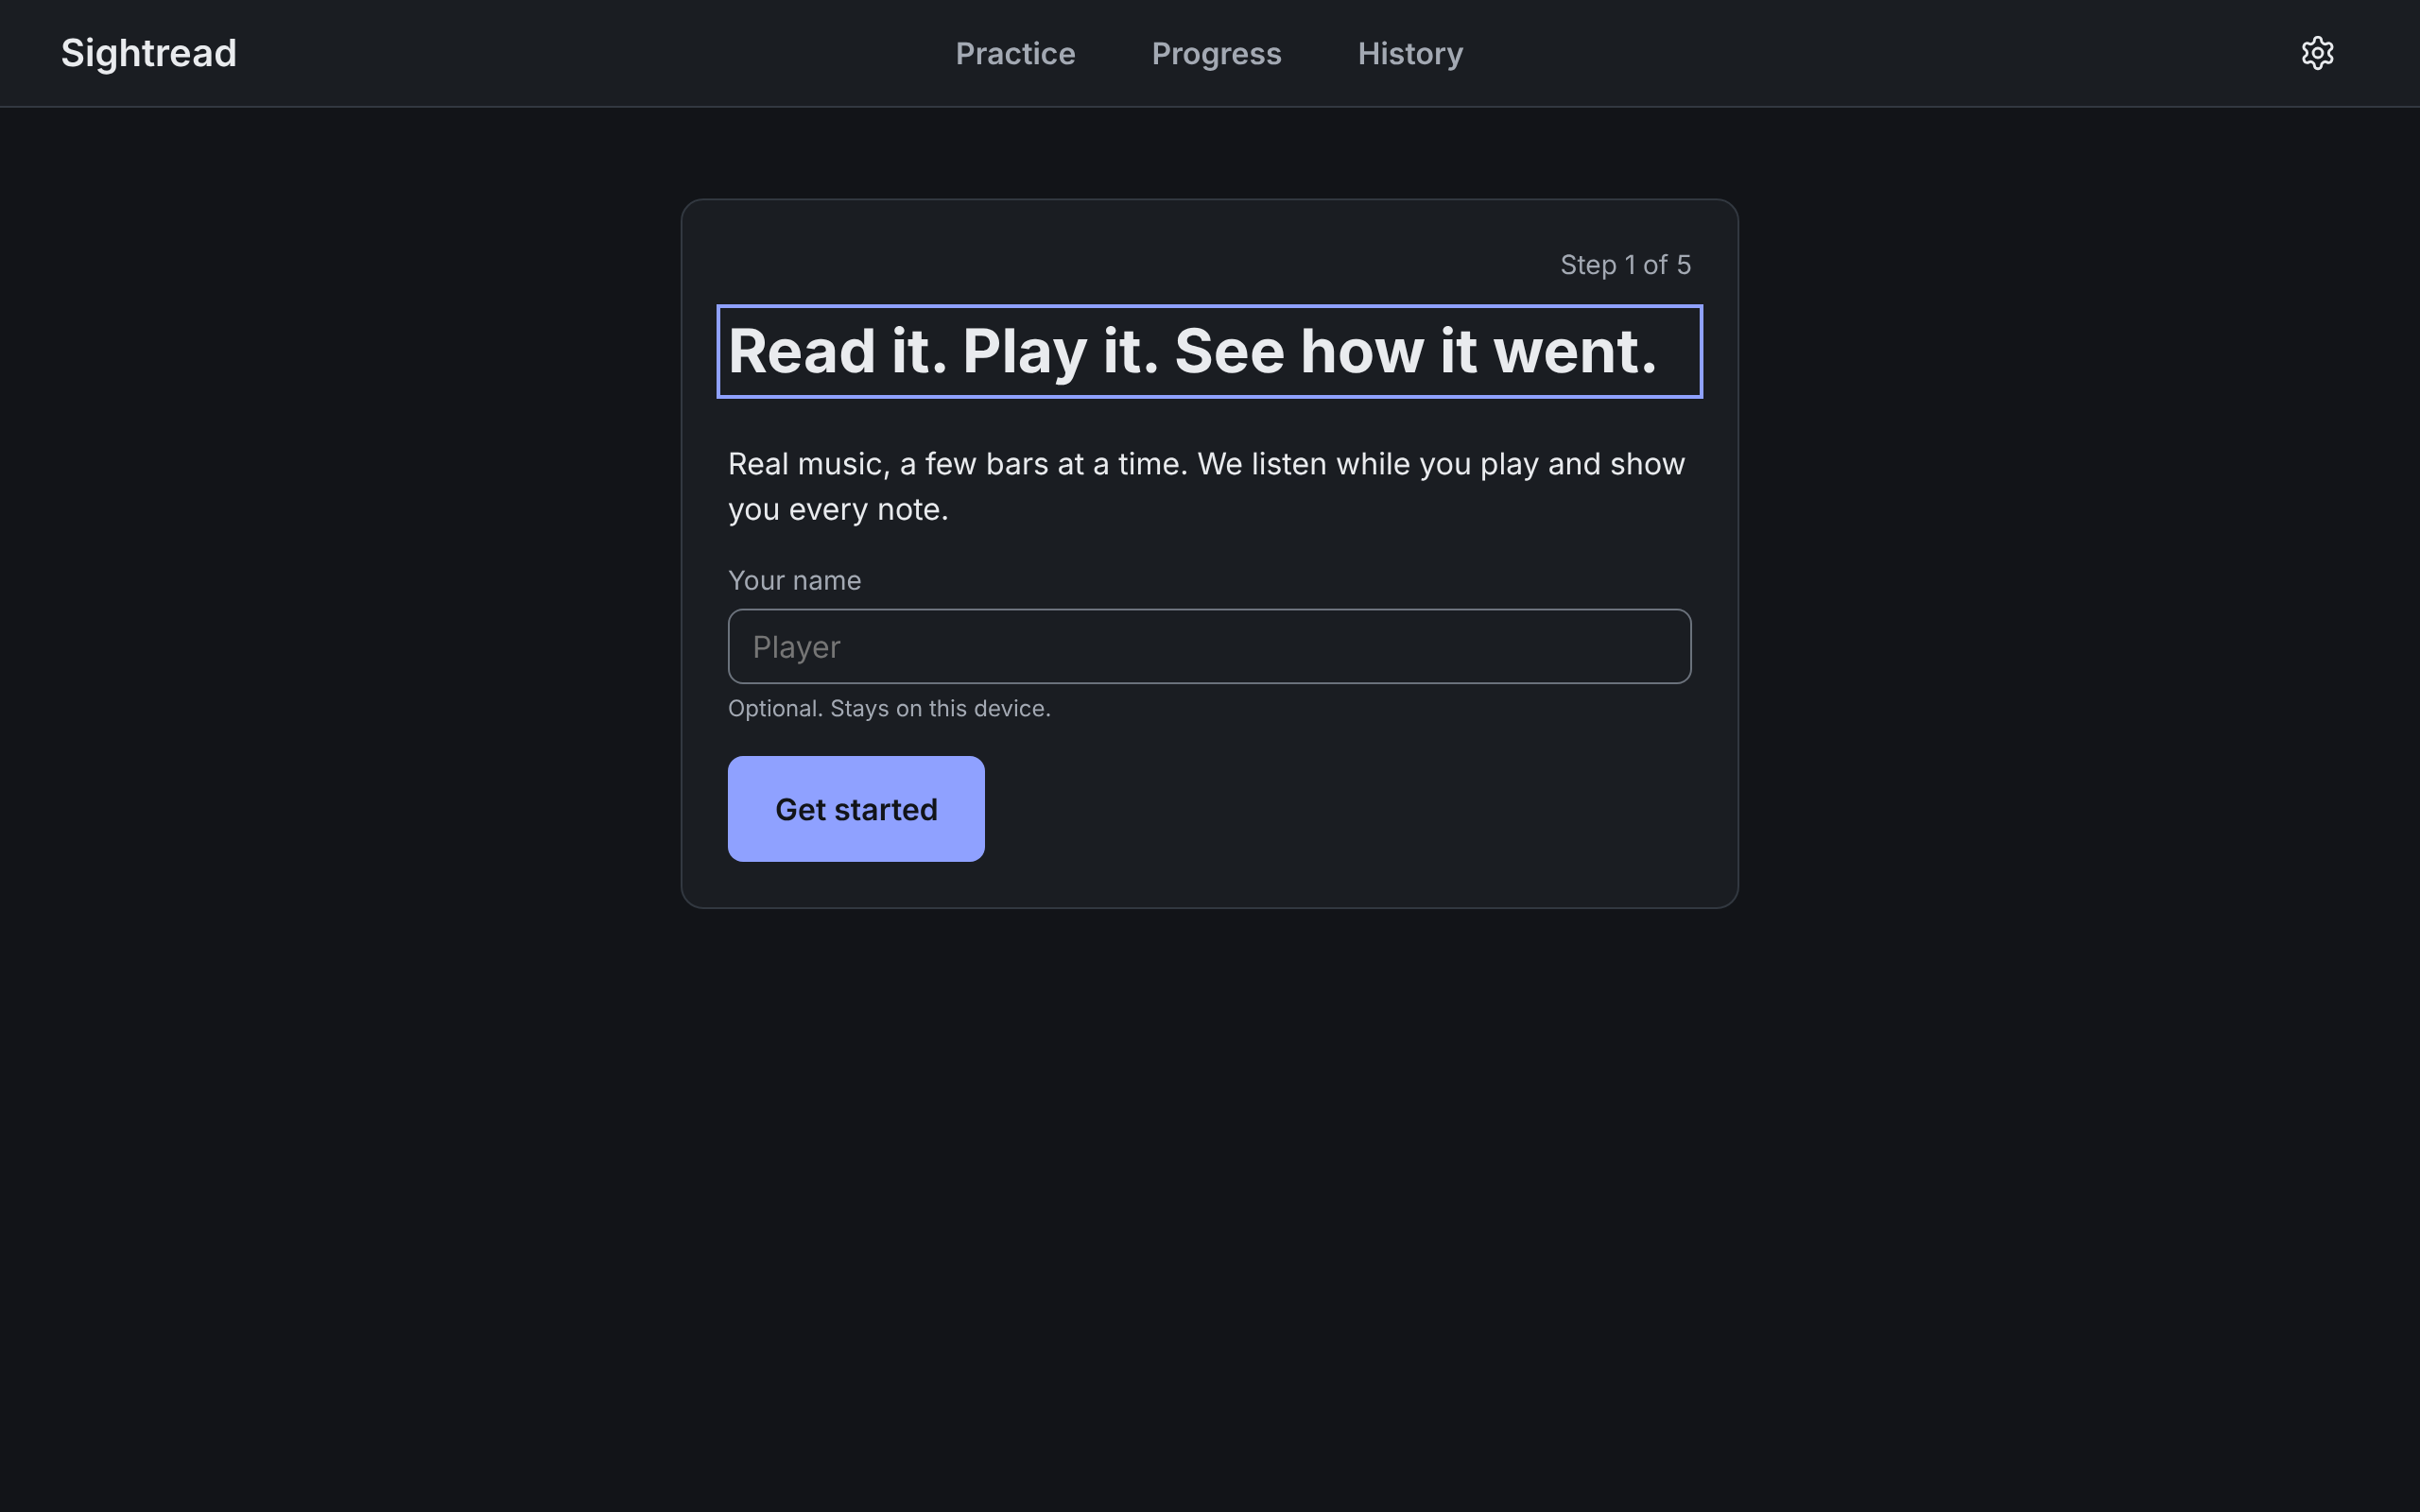 Sightread
Practice
Progress
History
Step 1 of 5
Read it. Play it. See how it went.
Real music, a few bars at a time. We listen while you play and show
you every note.
Your name
Player
Optional. Stays on this device.
Get started